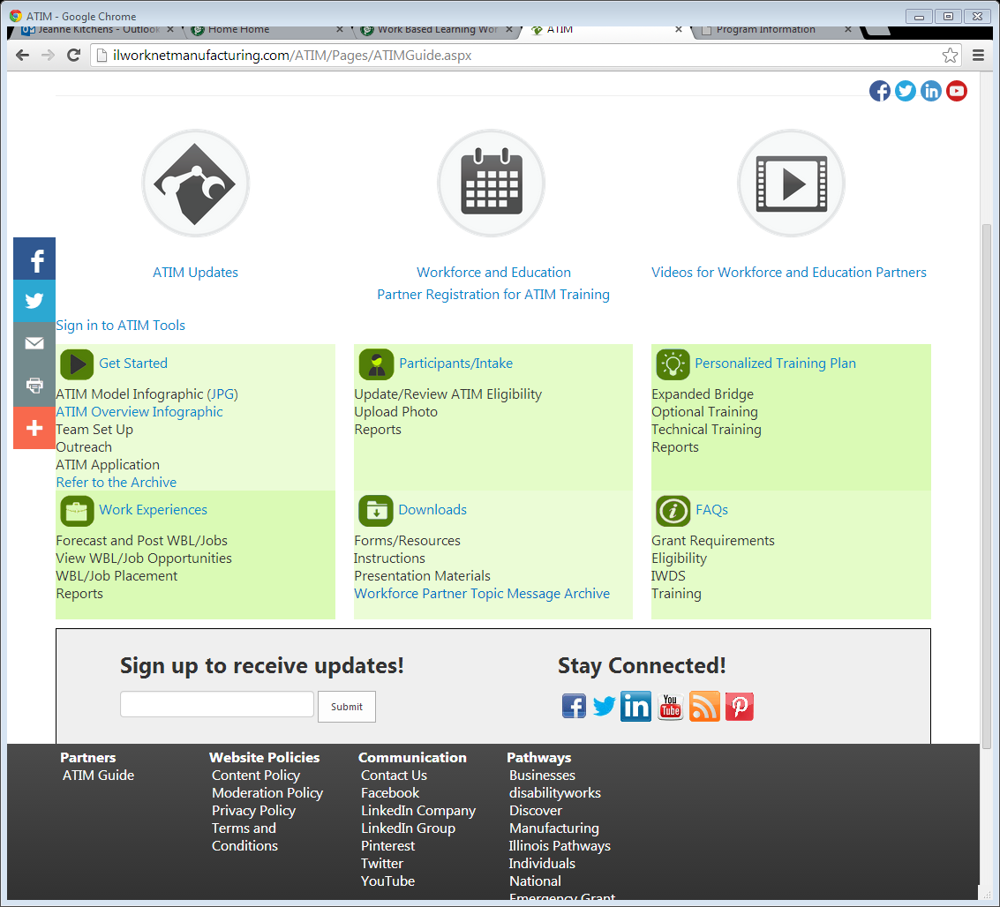 ATIM - Google Chrome
Jeanne Kitchens - Outlook
Home Home
Work Based Learning Wor
ATIM
Program Information
ilworknetmanufacturing.com/ATIM/Pages/ATIMGuide.aspx
ATIM Updates
Workforce and Education
Partner Registration for ATIM Training
Videos for Workforce and Education Partners
Sign in to ATIM Tools
Get Started
ATIM Model Infographic (JPG)
ATIM Overview Infographic
Team Set Up
Outreach
ATIM Application
Refer to the Archive
Participants/Intake
Update/Review ATIM Eligibility
Upload Photo
Reports
Personalized Training Plan
Expanded Bridge
Optional Training
Technical Training
Reports
Work Experiences
Forecast and Post WBL/Jobs
View WBL/Job Opportunities
WBL/Job Placement
Reports
Downloads
Forms/Resources
Instructions
Presentation Materials
Workforce Partner Topic Message Archive
FAQs
Grant Requirements
Eligibility
IWDS
Training
Sign up to receive updates!
Submit
Stay Connected!
You
Tube
Partners
ATIM Guide
Website Policies
Content Policy
Moderation Policy
Privacy Policy
Terms and
Conditions
Communication
Contact Us
Facebook
LinkedIn Company
LinkedIn Group
Pinterest
Twitter
YouTube
Pathways
Businesses
disabilityworks
Discover
Manufacturing
Illinois Pathways
Individuals
National
Emergency Grant